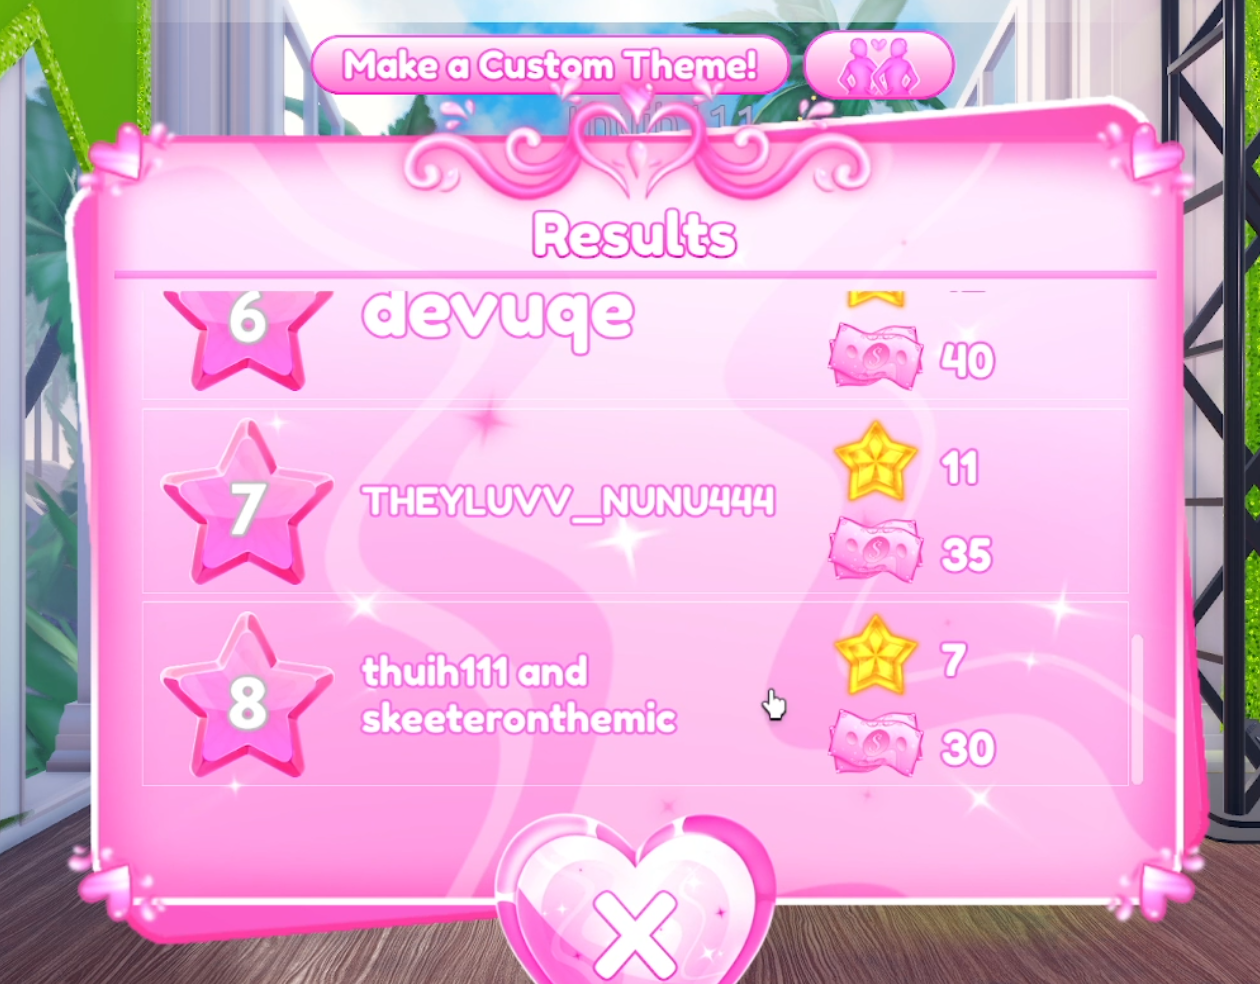 Make a Custom Theme!
Results
6
devuqe
40
7
THEYLUVV_NUNU444
11
35
8
thuih111 and
skeeteronthemic
7
30